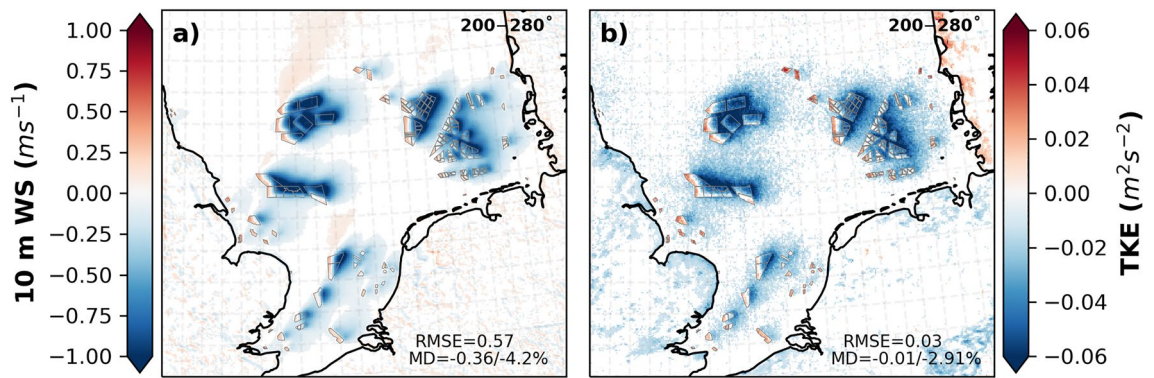 10 m WS (ms⁻¹)
1.00
0.75
0.50
0.25
0.00
−0.25
−0.50
−0.75
−1.00
a)
200−280°
RMSE=0.57
MD=-0.36/-4.2%
b)
200−280°
RMSE=0.03
MD=-0.01/-2.91%
0.06
0.04
0.02
0.00
−0.02
−0.04
−0.06
TKE (m²s⁻²)